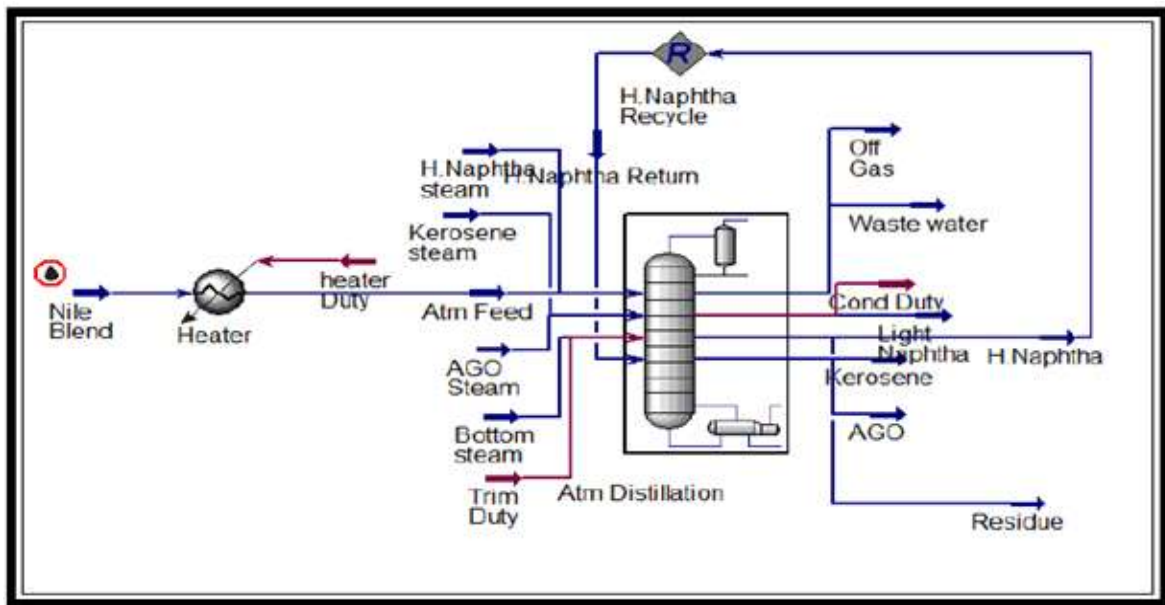 R
H.Naphtha
Recycle
H.Naphtha
steam
H.Naphtha Return
Off
Gas
Kerosene
steam
Waste water
Nile
Blend
Heater
heater
Duty
Atm Feed
Cond Duty
Light
Naphtha
H.Naphtha
Kerosene
AGO
Steam
AGO
Bottom
steam
Trim
Duty
Atm Distillation
Residue